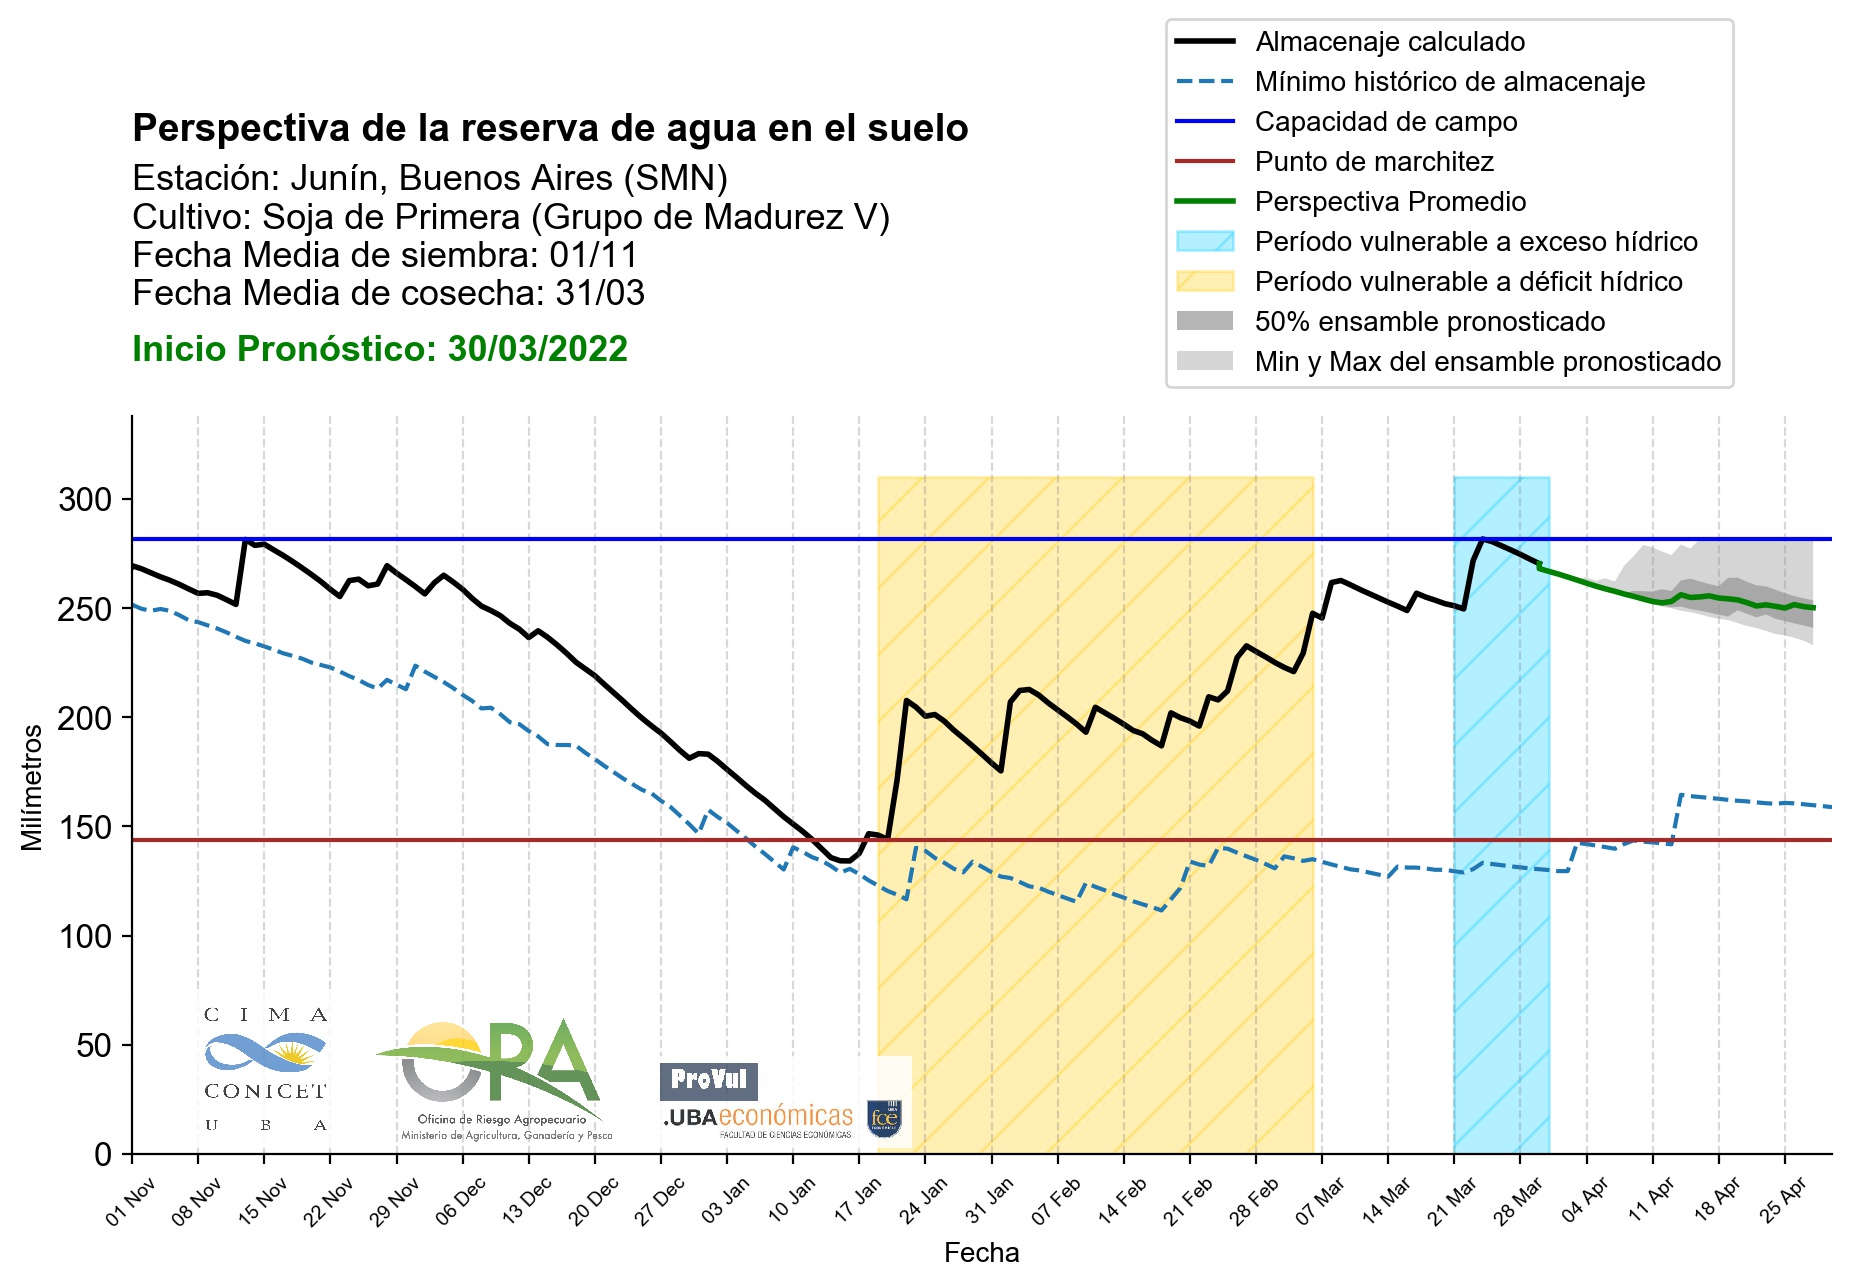 Almacenaje calculado
Mínimo histórico de almacenaje
Capacidad de campo
Punto de marchitez
Perspectiva Promedio
Período vulnerable a exceso hídrico
Período vulnerable a déficit hídrico
50% ensamble pronosticado
Min y Max del ensamble pronosticado
Perspectiva de la reserva de agua en el suelo
Estación: Junín, Buenos Aires (SMN)
Cultivo: Soja de Primera (Grupo de Madurez V)
Fecha Media de siembra: 01/11
Fecha Media de cosecha: 31/03
Inicio Pronóstico: 30/03/2022
Milímetros
300
250
200
150
100
50
0
CIMA
CONICET
UBA
ORA
Oficina de Riesgo Agropecuario
Ministerio de Agricultura, Ganadería y Pesca
ProVul
.UBAeconómicas
FACULTAD DE CIENCIAS ECONÓMICAS
UBA
fce
ECONÓMICAS
01 Nov
08 Nov
15 Nov
22 Nov
29 Nov
06 Dec
13 Dec
20 Dec
27 Dec
03 Jan
10 Jan
17 Jan
24 Jan
31 Jan
07 Feb
14 Feb
21 Feb
28 Feb
07 Mar
14 Mar
21 Mar
28 Mar
04 Apr
11 Apr
18 Apr
25 Apr
Fecha